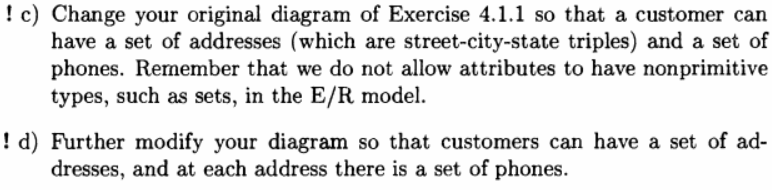 ! c) Change your original diagram of Exercise 4.1.1 so that a customer can
have a set of addresses (which are street-city-state triples) and a set of
phones. Remember that we do not allow attributes to have nonprimitive
types, such as sets, in the E/R model.
! d) Further modify your diagram so that customers can have a set of ad-
dresses, and at each address there is a set of phones.